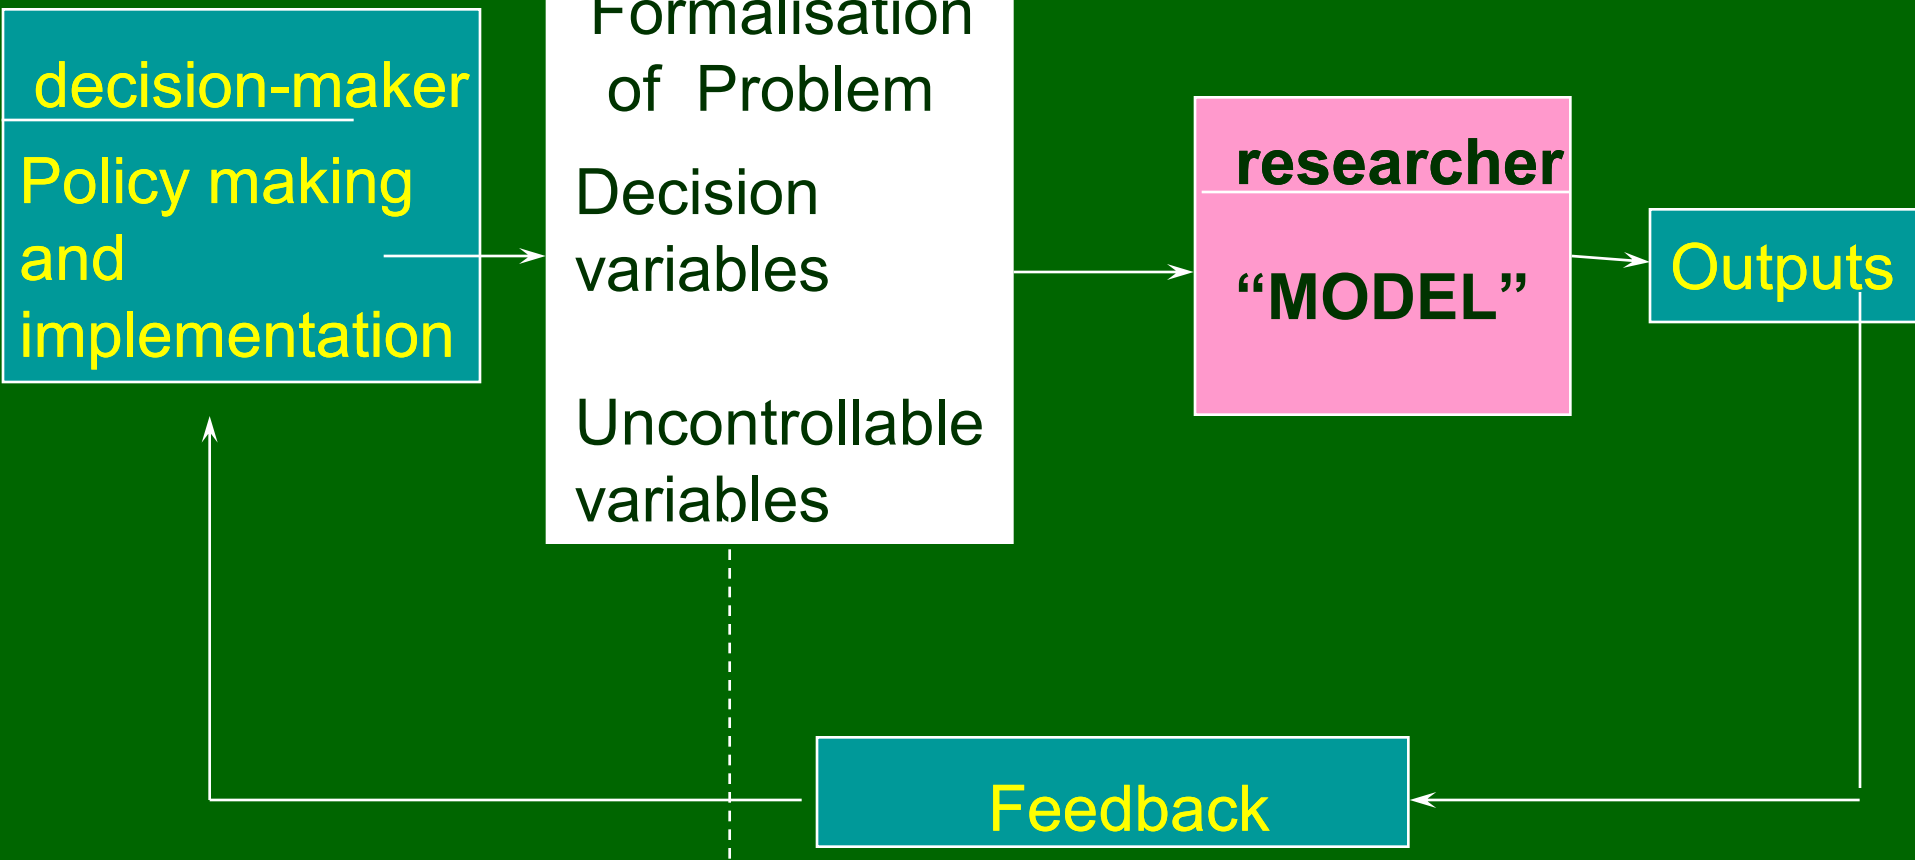 decision-maker
Policy making
and
implementation
Formalisation
of Problem
Decision
variables
Uncontrollable
variables
researcher
“MODEL”
Outputs
Feedback